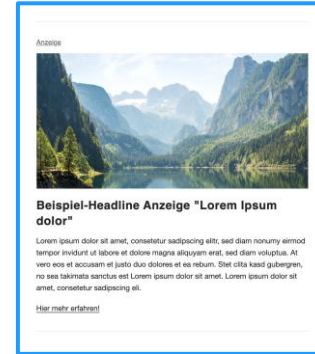 Anzeige
Beispiel-Headline Anzeige "Lorem Ipsum
dolor"
Lorem ipsum dolor sit amet, consetetur sadipscing elitr, sed diam nonumy eirmod
tempor invidunt ut labore et dolore magna aliquyam erat, sed diam voluptua. At
vero eos et accusam et justo duo dolores et ea rebum. Stet clita kasd gubergren,
no sea takimata sanctus est Lorem ipsum dolor sit amet. Lorem ipsum dolor sit
amet, consetetur sadipscing eli.
Hier mehr erfahren!